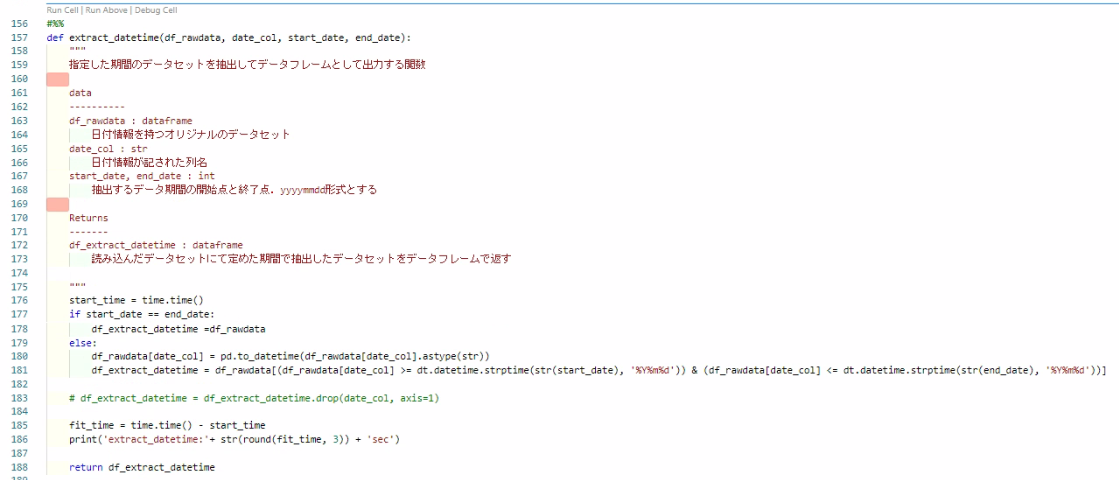 Run Cell | Run Above | Debug Cell
156 #%%
157 def extract_datetime(df_rawdata, date_col, start_date, end_date):
158     """
159     指定した期間のデータセットを抽出してデータフレームとして出力する関数
160
161     data
162     ----------
163     df_rawdata : dataframe
164         日付情報を持つオリジナルのデータセット
165     date_col : str
166         日付情報が記された列名
167     start_date, end_date : int
168         抽出するデータ期間の開始点と終了点．yyyymmdd形式とする
169
170     Returns
171     -------
172     df_extract_datetime : dataframe
173         読み込んだデータセットにて定めた期間で抽出したデータセットをデータフレームで返す
174
175     """
176     start_time = time.time()
177     if start_date == end_date:
178         df_extract_datetime =df_rawdata
179     else:
180         df_rawdata[date_col] = pd.to_datetime(df_rawdata[date_col].astype(str))
181         df_extract_datetime = df_rawdata[(df_rawdata[date_col] >= dt.datetime.strptime(str(start_date), '%Y%m%d')) & (df_rawdata[date_col] <= dt.datetime.strptime(str(end_date), '%Y%m%d'))]
182
183     # df_extract_datetime = df_extract_datetime.drop(date_col, axis=1)
184
185     fit_time = time.time() - start_time
186     print('extract_datetime:'+ str(round(fit_time, 3)) + 'sec')
187
188     return df_extract_datetime
189